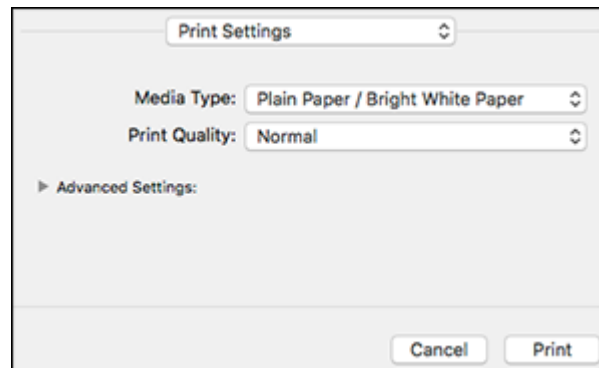 Print Settings
Media Type: Plain Paper / Bright White Paper
Print Quality: Normal
Advanced Settings:
Cancel Print